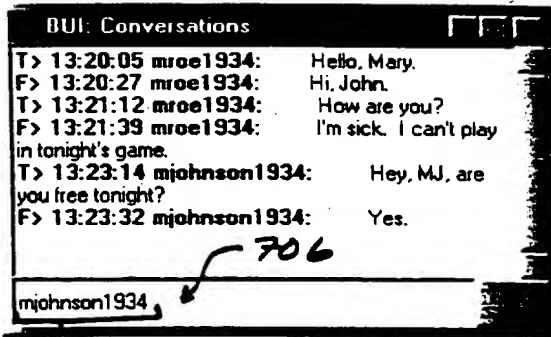 BUI: Conversations
T> 13:20:05 mroe1934: Hello, Mary.
F> 13:20:27 mroe1934: Hi, John.
T> 13:21:12 mroe1934: How are you?
F> 13:21:39 mroe1934: I'm sick. I can't play
in tonight's game.
T> 13:23:14 mjohnson1934: Hey, MJ, are
you free tonight?
F> 13:23:32 mjohnson1934: Yes.
706
mjohnson1934